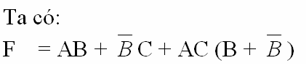 Ta có:
F = AB + B̅ C + AC (B + B̅ )